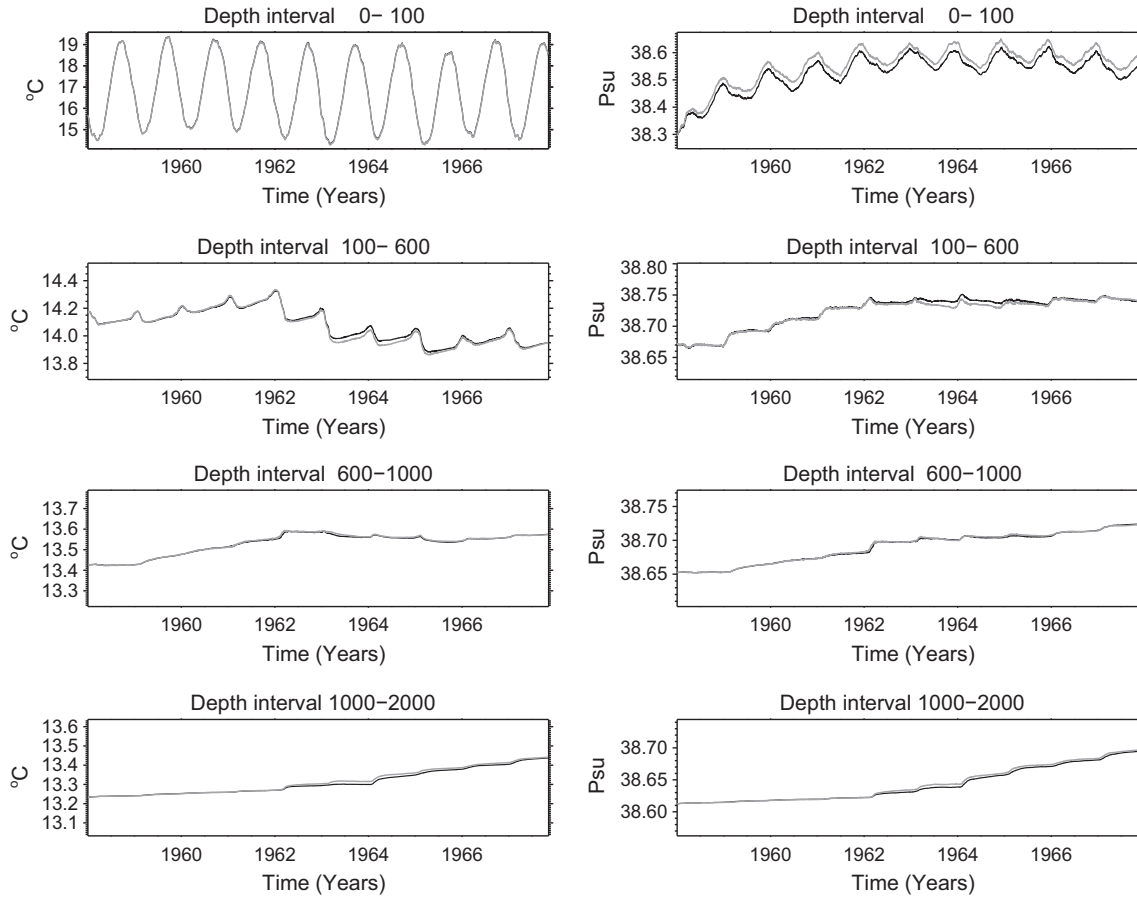 Depth interval 0− 100
°C
19
18
17
16
15
1960 1962 1964 1966
Time (Years)
Depth interval 0− 100
Psu
38.6
38.5
38.4
38.3
1960 1962 1964 1966
Time (Years)
Depth interval 100− 600
°C
14.4
14.2
14.0
13.8
1960 1962 1964 1966
Time (Years)
Depth interval 100− 600
Psu
38.80
38.75
38.70
38.65
1960 1962 1964 1966
Time (Years)
Depth interval 600−1000
°C
13.7
13.6
13.5
13.4
13.3
1960 1962 1964 1966
Time (Years)
Depth interval 600−1000
Psu
38.75
38.70
38.65
1960 1962 1964 1966
Time (Years)
Depth interval 1000−2000
°C
13.6
13.5
13.4
13.3
13.2
13.1
1960 1962 1964 1966
Time (Years)
Depth interval 1000−2000
Psu
38.70
38.65
38.60
1960 1962 1964 1966
Time (Years)